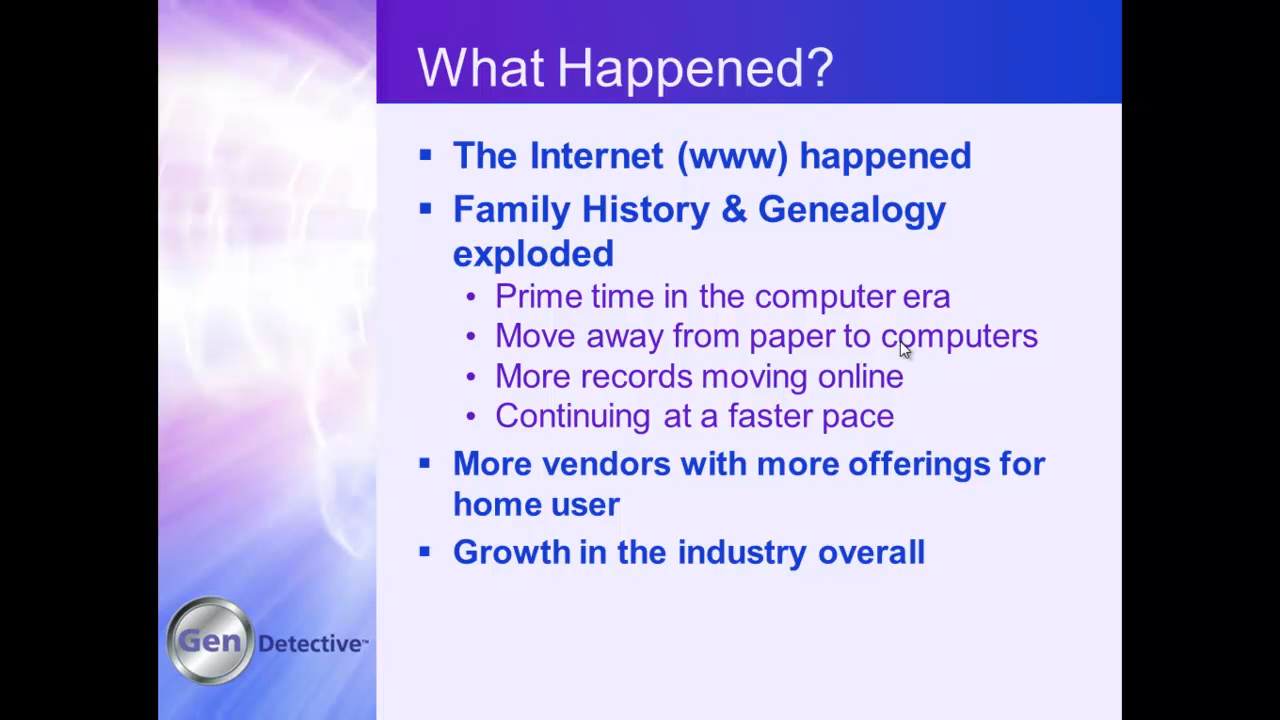 What Happened?
▪ The Internet (www) happened
▪ Family History & Genealogy
exploded
• Prime time in the computer era
• Move away from paper to computers
• More records moving online
• Continuing at a faster pace
▪ More vendors with more offerings for
home user
▪ Growth in the industry overall
Gen Detective™